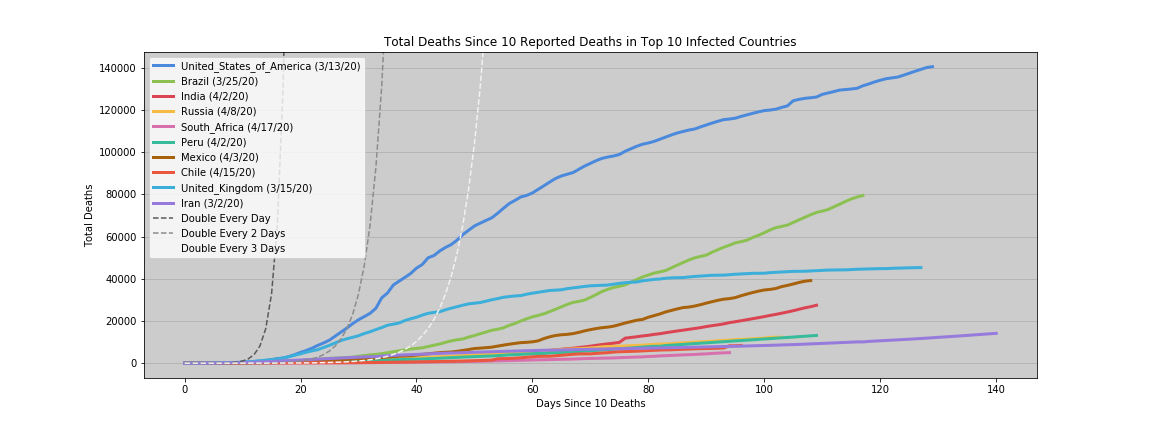 Total Deaths Since 10 Reported Deaths in Top 10 Infected Countries
140000
120000
100000
80000
60000
40000
20000
0
Total Deaths
United_States_of_America (3/13/20)
Brazil (3/25/20)
India (4/2/20)
Russia (4/8/20)
South_Africa (4/17/20)
Peru (4/2/20)
Mexico (4/3/20)
Chile (4/15/20)
United_Kingdom (3/15/20)
Iran (3/2/20)
Double Every Day
Double Every 2 Days
Double Every 3 Days
0 20 40 60 80 100 120 140
Days Since 10 Deaths